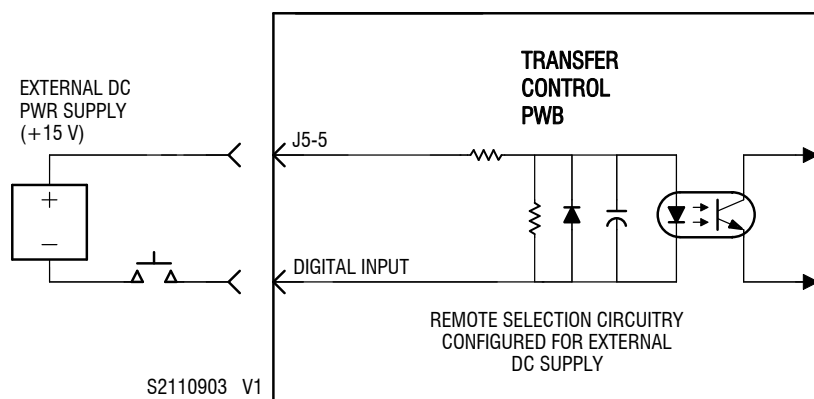 TRANSFER
CONTROL
PWB
EXTERNAL DC
PWR SUPPLY
(+15 V)
J5-5
+
−
DIGITAL INPUT
REMOTE SELECTION CIRCUITRY
CONFIGURED FOR EXTERNAL
DC SUPPLY
S2110903 V1